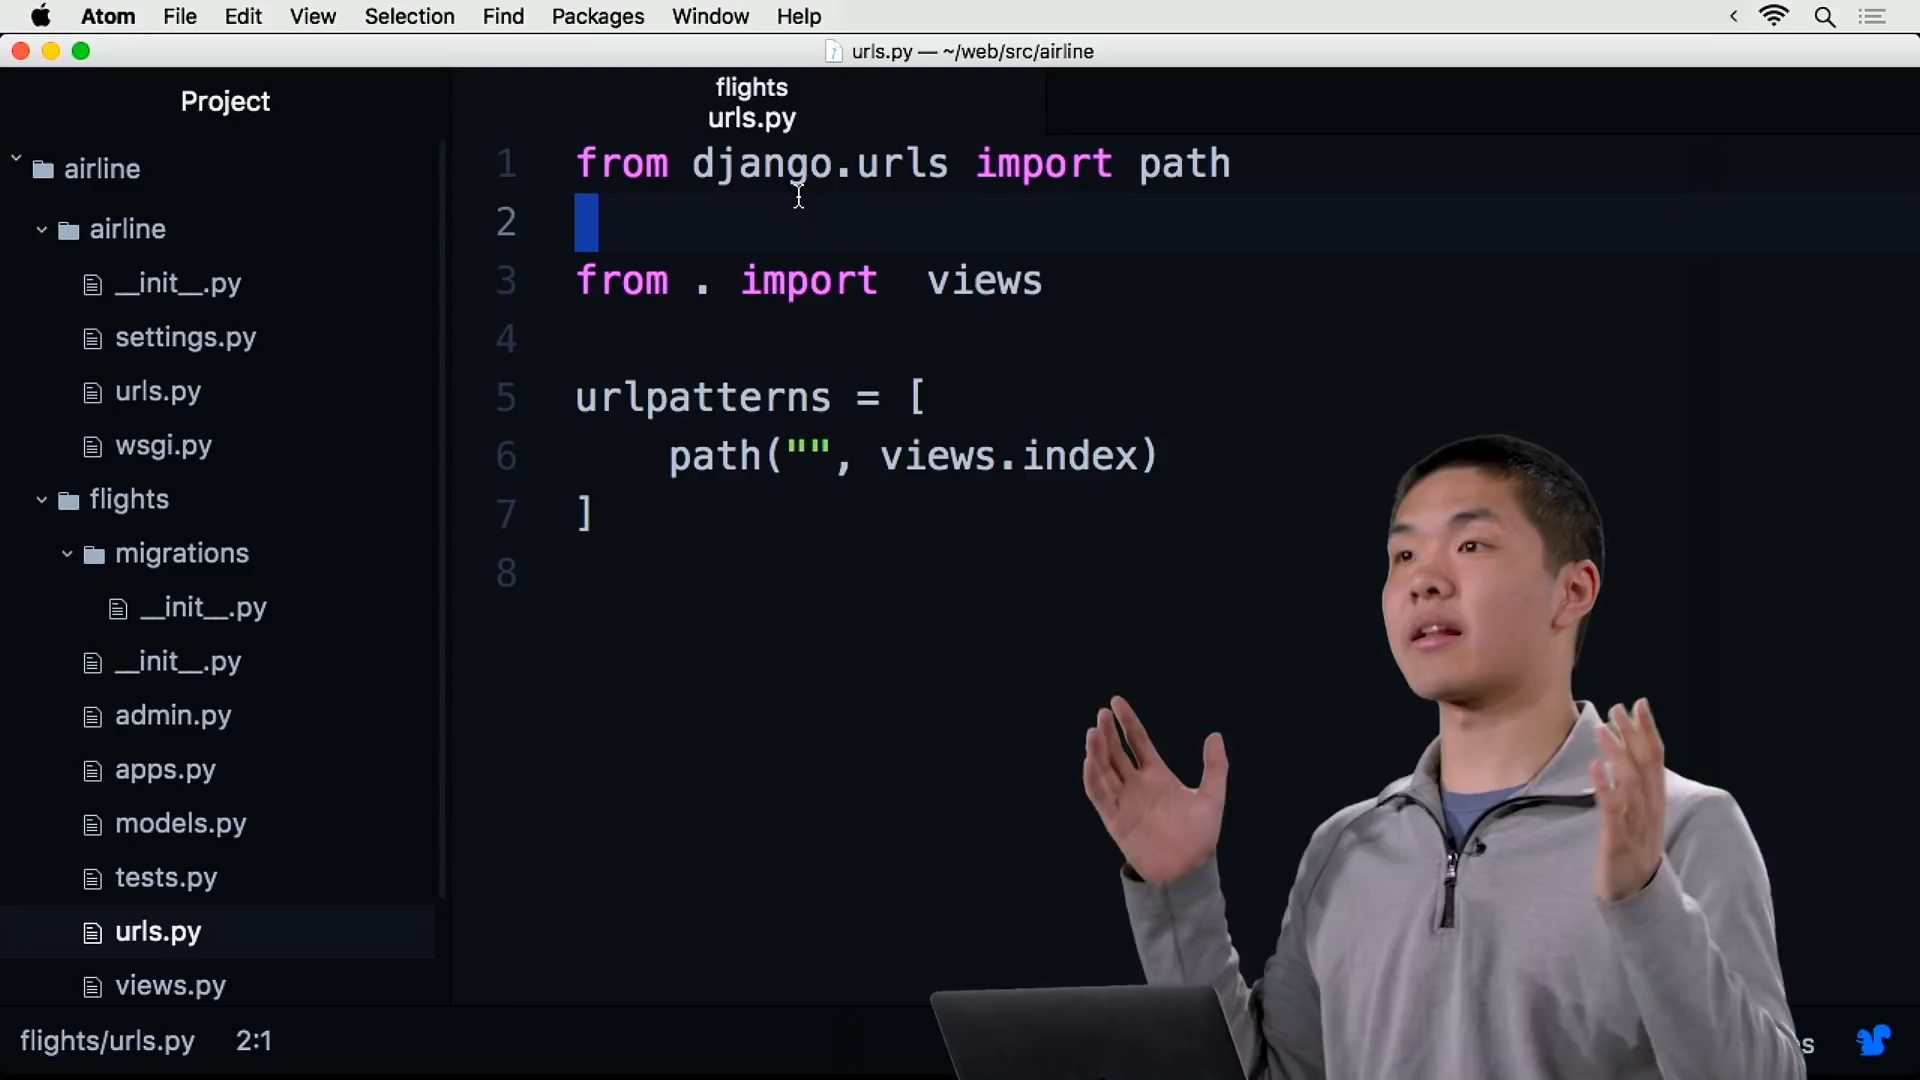 Atom File Edit View Selection Find Packages Window Help
urls.py — ~/web/src/airline
Project
airline
airline
__init__.py
settings.py
urls.py
wsgi.py
flights
migrations
__init__.py
__init__.py
admin.py
apps.py
models.py
tests.py
urls.py
views.py
flights
urls.py
1 from django.urls import path
2
3 from . import  views
4
5 urlpatterns = [
6     path("", views.index)
7 ]
8
flights/urls.py 2:1